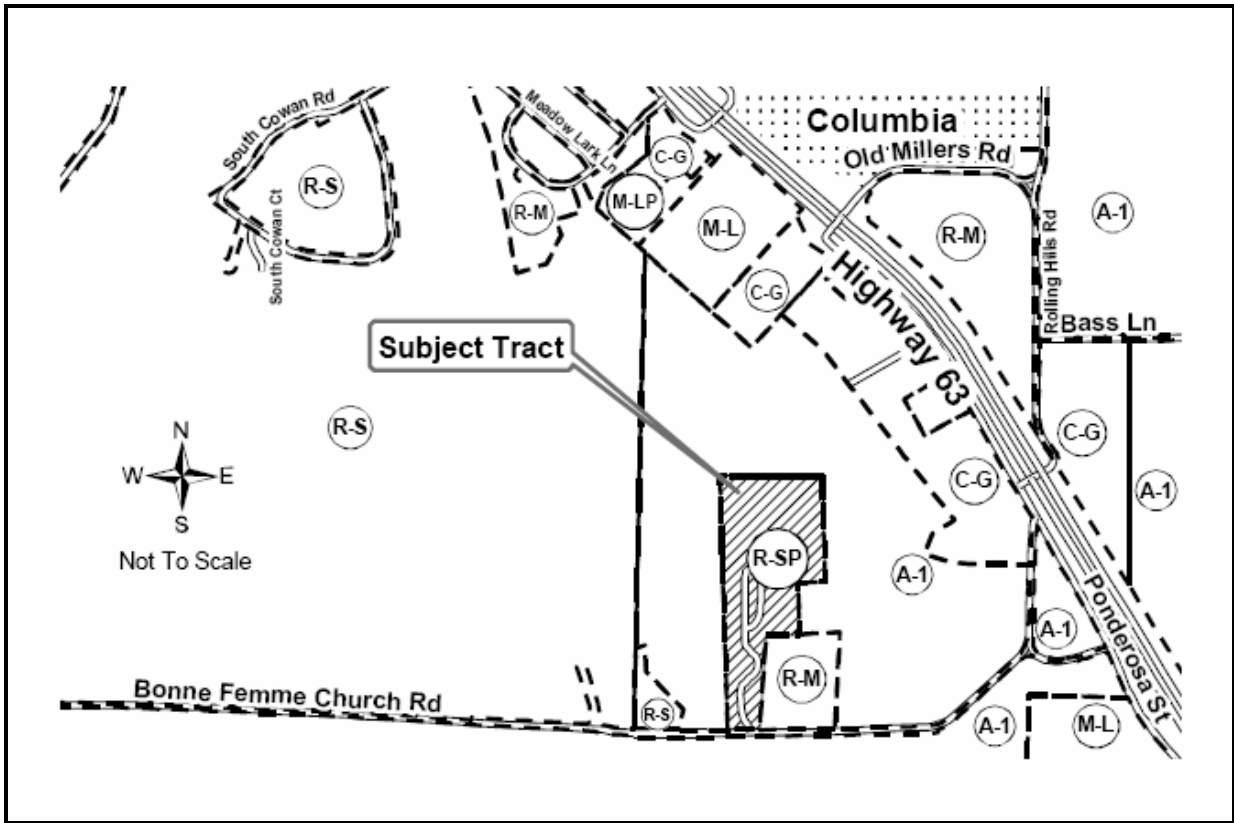 South Cowan Rd
Meadow Lark Ln
Columbia
Old Millers Rd
C-G
R-S
M-LP
R-M
M-L
R-M
A-1
South Cowan Ct
C-G
Highway 63
Rolling Hills Rd
Bass Ln
Subject Tract
R-S
N
W E
S
Not To Scale
C-G
C-G
A-1
R-SP
A-1
Ponderosa St
A-1
R-M
Bonne Femme Church Rd
R-S
A-1
M-L